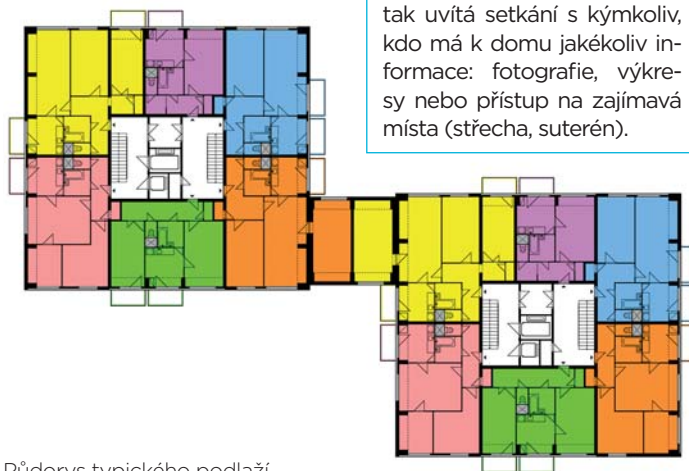 tak uvítá setkání s kýmkoliv,
kdo má k domu jakékoliv in-
formace: fotografie, výkre-
sy nebo přístup na zajímavá
místa (střecha, suterén).
Půdorys typického podlaží